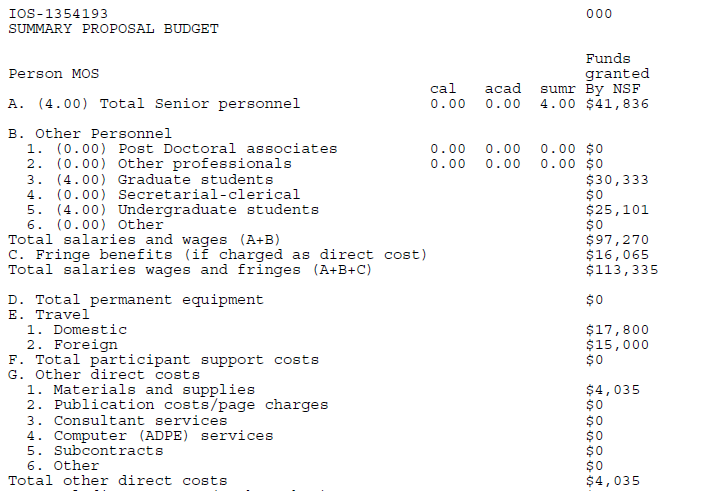 IOS-1354193 000
SUMMARY PROPOSAL BUDGET
Funds
Person MOS granted
cal acad sumr By NSF
A. (4.00) Total Senior personnel 0.00 0.00 4.00 $41,836
B. Other Personnel
1. (0.00) Post Doctoral associates 0.00 0.00 0.00 $0
2. (0.00) Other professionals 0.00 0.00 0.00 $0
3. (4.00) Graduate students $30,333
4. (0.00) Secretarial-clerical $0
5. (4.00) Undergraduate students $25,101
6. (0.00) Other $0
Total salaries and wages (A+B) $97,270
C. Fringe benefits (if charged as direct cost) $16,065
Total salaries wages and fringes (A+B+C) $113,335
D. Total permanent equipment $0
E. Travel
1. Domestic $17,800
2. Foreign $15,000
F. Total participant support costs $0
G. Other direct costs
1. Materials and supplies $4,035
2. Publication costs/page charges $0
3. Consultant services $0
4. Computer (ADPE) services $0
5. Subcontracts $0
6. Other $0
Total other direct costs $4,035